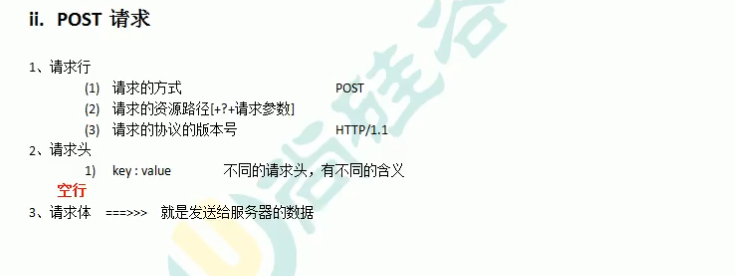 ii. POST 请求
1、请求行
(1) 请求的方式 POST
(2) 请求的资源路径[+?+请求参数]
(3) 请求的协议的版本号 HTTP/1.1
2、请求头
1) key : value 不同的请求头，有不同的含义
空行
3、请求体 ===>>> 就是发送给服务器的数据
尚硅谷